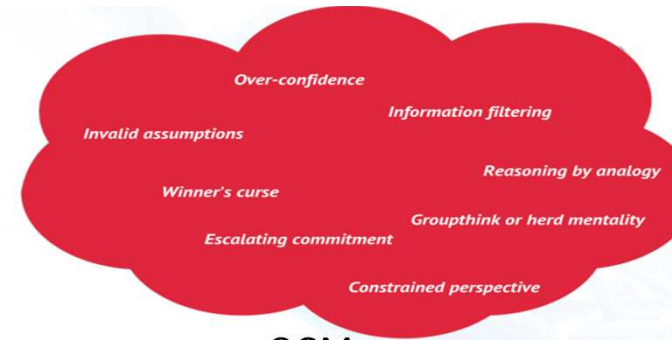 Over-confidence
Information filtering
Invalid assumptions
Reasoning by analogy
Winner's curse
Groupthink or herd mentality
Escalating commitment
Constrained perspective